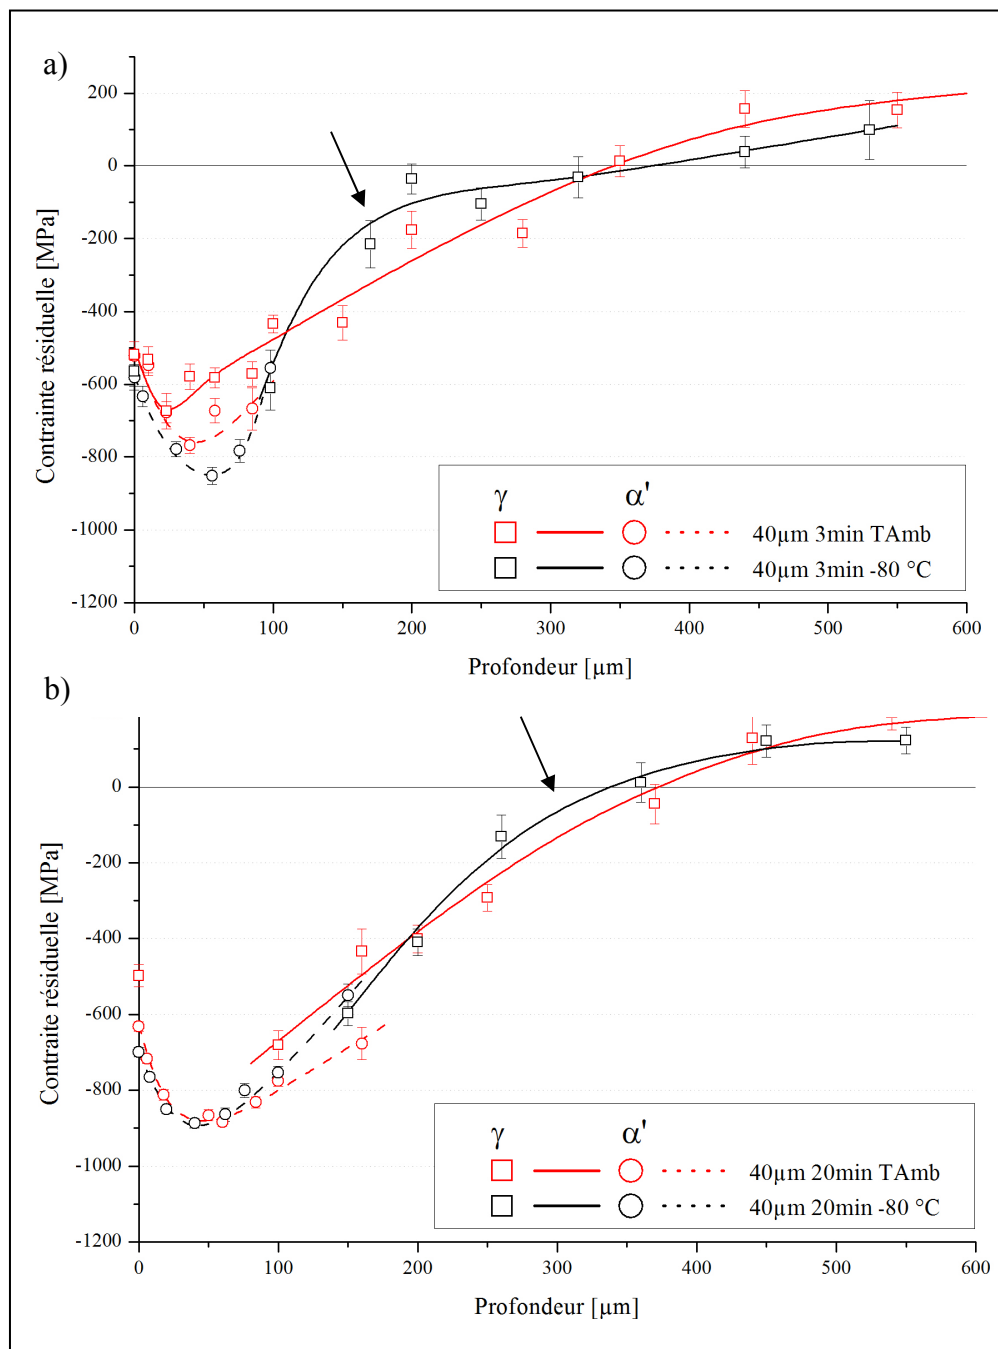 a)
200
0
-200
-400
-600
-800
-1000
-1200
Contrainte résiduelle [MPa]
γ α'
40µm 3min TAmb
40µm 3min -80 °C
0 100 200 300 400 500 600
Profondeur [µm]
b)
0
-200
-400
-600
-800
-1000
-1200
Contraite résiduelle [MPa]
γ α'
40µm 20min TAmb
40µm 20min -80 °C
0 100 200 300 400 500 600
Profondeur [µm]